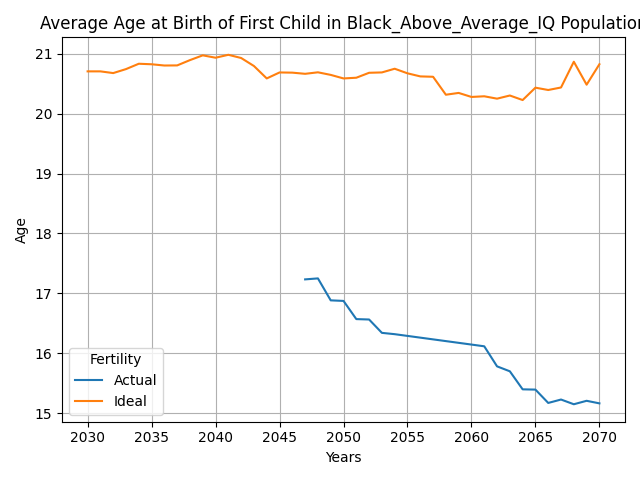 Average Age at Birth of First Child in Black_Above_Average_IQ Population
21
20
19
18
17
16
15
Age
Fertility
Actual
Ideal
2030 2035 2040 2045 2050 2055 2060 2065 2070
Years